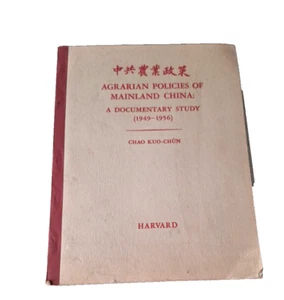 中共農業政策
AGRARIAN POLICIES OF
MAINLAND CHINA:
A DOCUMENTARY STUDY
(1949-1956)
CHAO KUO-CHÜN
HARVARD